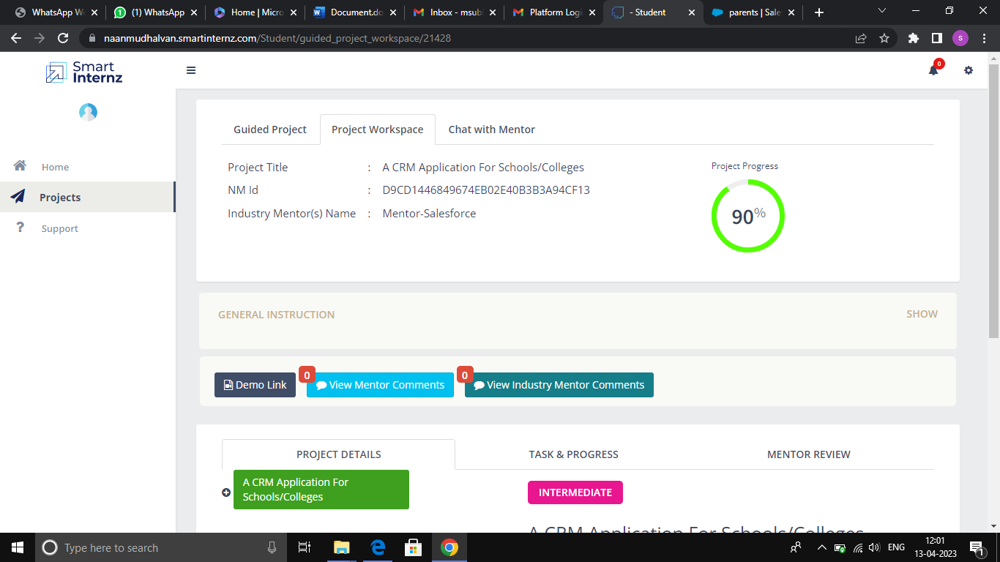 WhatsApp W
(1) WhatsApp
Home | Micro
Document.do
Inbox - msubl
Platform Logi
- Student
parents | Sale
naanmudhalvan.smartinternz.com/Student/guided_project_workspace/21428
S
Smart
Internz
0
Home
Projects
Support
Guided Project
Project Workspace
Chat with Mentor
Project Title : A CRM Application For Schools/Colleges
NM Id : D9CD1446849674EB02E40B3B3A94CF13
Industry Mentor(s) Name : Mentor-Salesforce
Project Progress
90%
GENERAL INSTRUCTION
SHOW
Demo Link
0
View Mentor Comments
0
View Industry Mentor Comments
PROJECT DETAILS
TASK & PROGRESS
MENTOR REVIEW
A CRM Application For
Schools/Colleges
INTERMEDIATE
A CRM Application For Schools/Colleges
Type here to search
ENG
12:01
13-04-2023
1